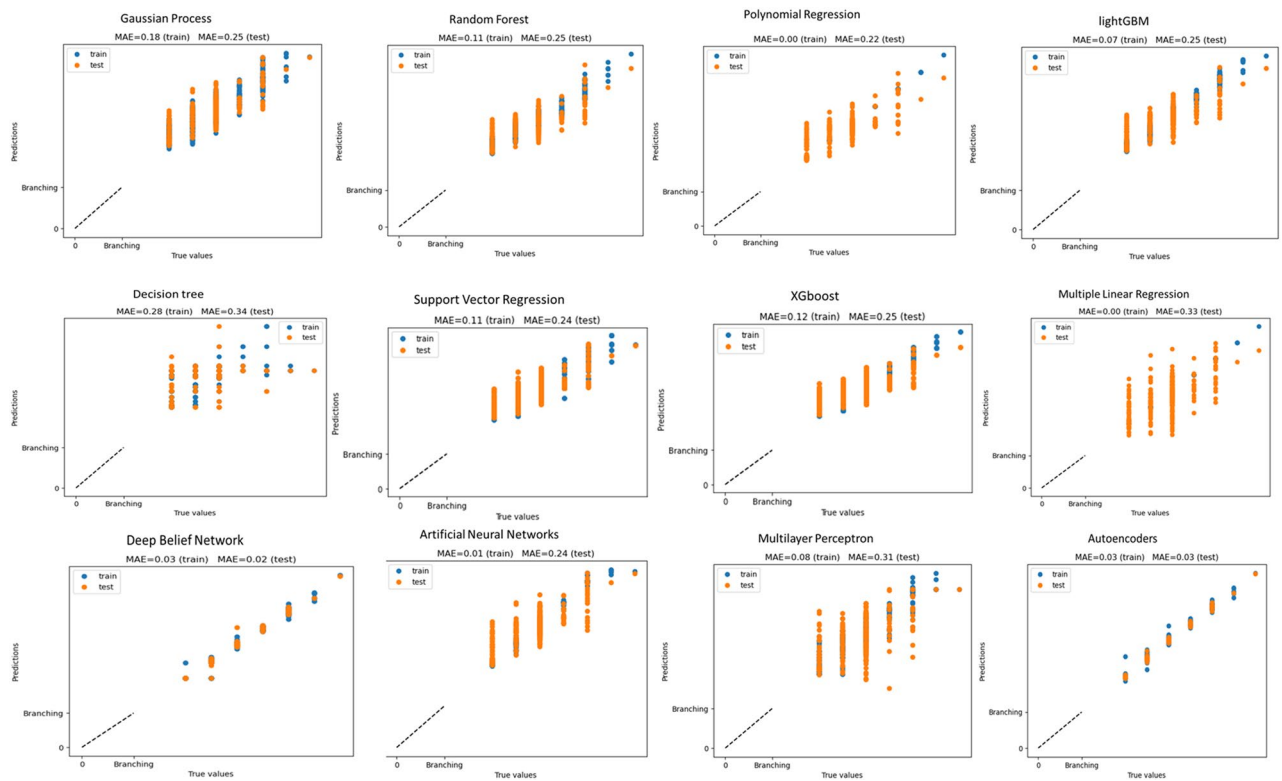 Gaussian Process
MAE=0.18 (train) MAE=0.25 (test)
train
test
Predictions
Branching
0
0 Branching
True values
Random Forest
MAE=0.11 (train) MAE=0.25 (test)
train
test
Predictions
Branching
0
0 Branching
True values
Polynomial Regression
MAE=0.00 (train) MAE=0.22 (test)
train
test
Predictions
Branching
0
0 Branching
True values
lightGBM
MAE=0.07 (train) MAE=0.25 (test)
train
test
Predictions
Branching
0
0 Branching
True values
Decision tree
MAE=0.28 (train) MAE=0.34 (test)
train
test
Predictions
Branching
0
0 Branching
True values
Support Vector Regression
MAE=0.11 (train) MAE=0.24 (test)
train
test
Predictions
Branching
0
0 Branching
True values
XGboost
MAE=0.12 (train) MAE=0.25 (test)
train
test
Predictions
Branching
0
0 Branching
True values
Multiple Linear Regression
MAE=0.00 (train) MAE=0.33 (test)
train
test
Predictions
Branching
0
0 Branching
True values
Deep Belief Network
MAE=0.03 (train) MAE=0.02 (test)
train
test
Predictions
Branching
0
0 Branching
True values
Artificial Neural Networks
MAE=0.01 (train) MAE=0.24 (test)
train
test
Predictions
Branching
0
0 Branching
True values
Multilayer Perceptron
MAE=0.08 (train) MAE=0.31 (test)
train
test
Predictions
Branching
0
0 Branching
True values
Autoencoders
MAE=0.03 (train) MAE=0.03 (test)
train
test
Predictions
Branching
0
0 Branching
True values